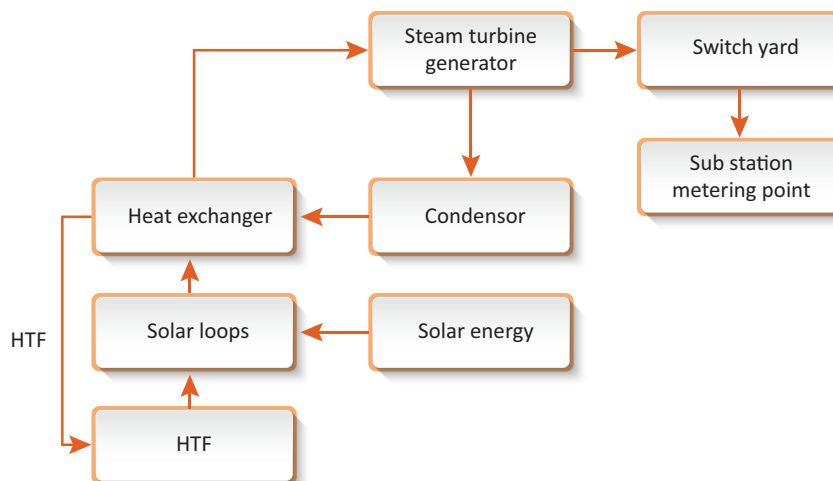 Steam turbine
generator
Switch yard
Sub station
metering point
Heat exchanger
Condensor
Solar loops
Solar energy
HTF
HTF